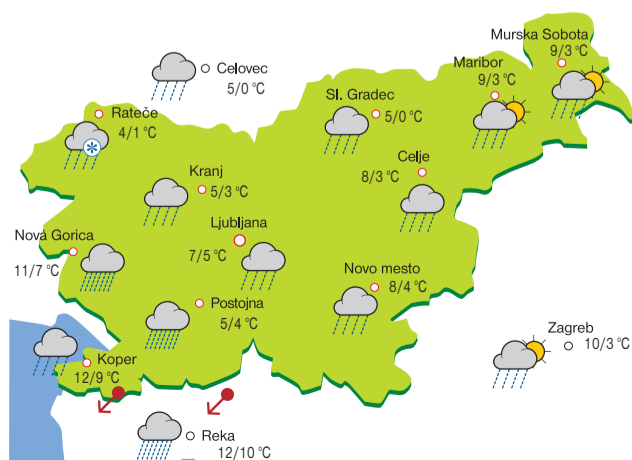 Murska Sobota
9/3 °C
Maribor
9/3 °C
Celovec
5/0 °C
Sl. Gradec
5/0 °C
Rateče
4/1 °C
Celje
8/3 °C
Kranj
5/3 °C
Ljubljana
7/5 °C
Nova Gorica
11/7 °C
Novo mesto
8/4 °C
Postojna
5/4 °C
Zagreb
10/3 °C
Koper
12/9 °C
Reka
12/10 °C